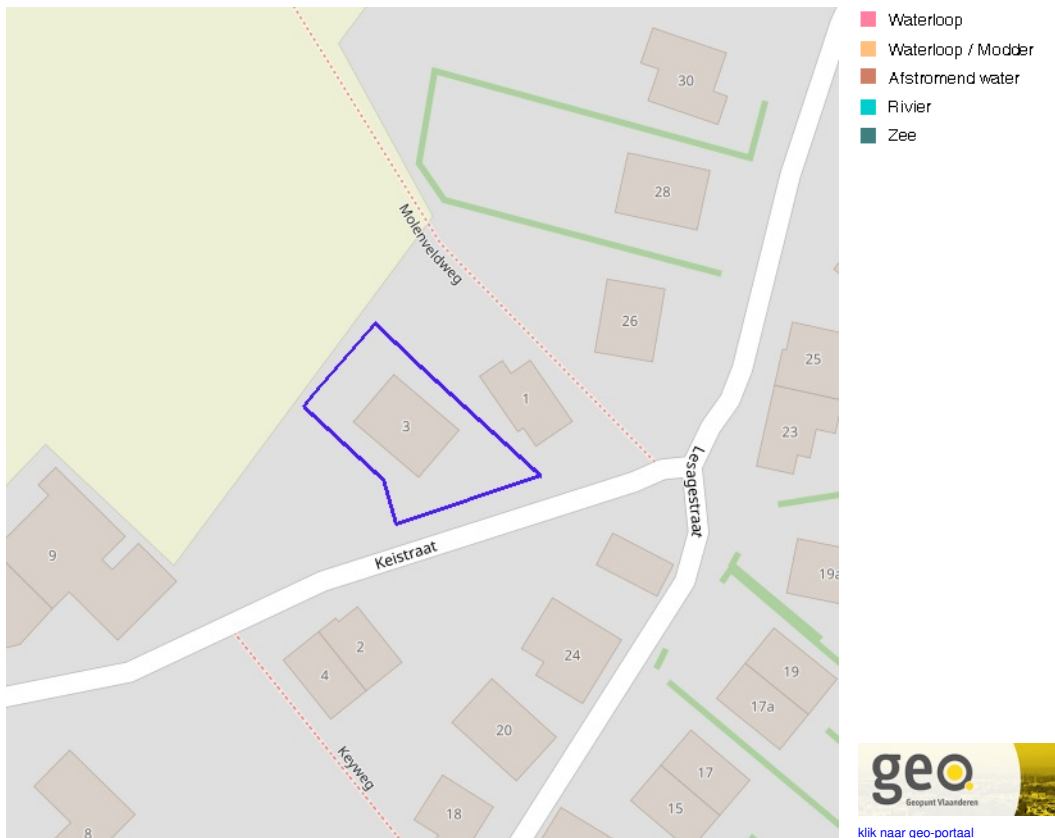 Waterloop
Waterloop / Modder
Afstromend water
Rivier
Zee
30
28
Molenveldweg
26
25
1
3
23
Lesagestraat
Keistraat
9
19a
2
24
4
19
17a
20
Keyweg
17
18
15
8
geo
Geopunt Vlaanderen
klik naar geo-portaal